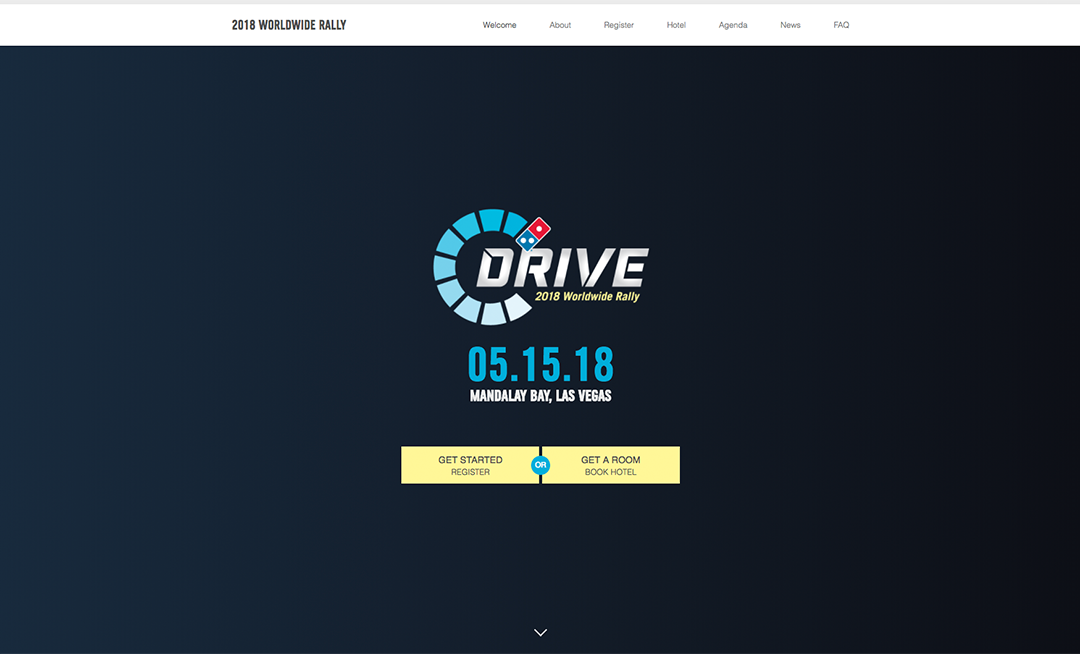 2018 WORLDWIDE RALLY
Welcome About Register Hotel Agenda News FAQ
DRIVE
2018 Worldwide Rally
05.15.18
MANDALAY BAY, LAS VEGAS
GET STARTED
REGISTER
OR
GET A ROOM
BOOK HOTEL